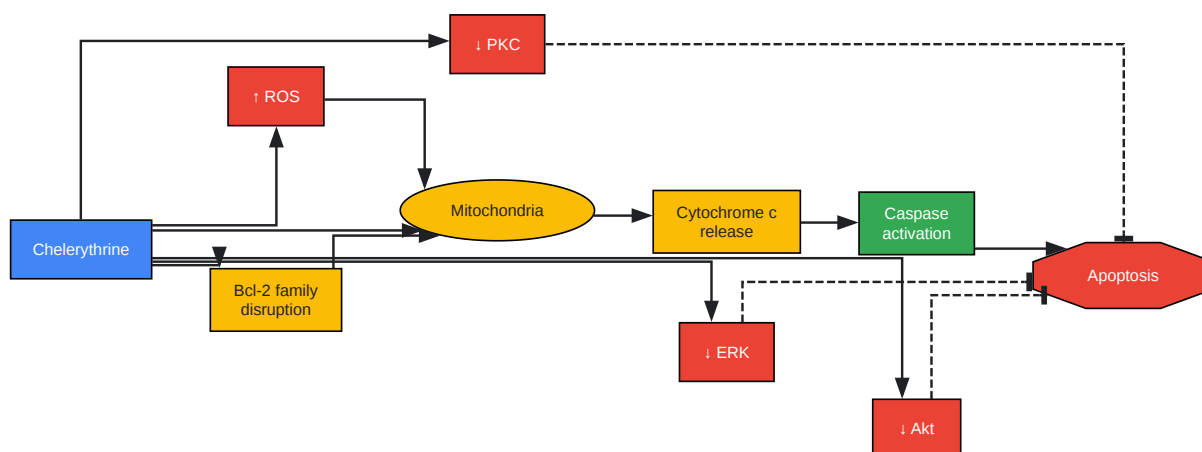 ↓ PKC
↑ ROS
Mitochondria
Cytochrome c
release
Caspase
activation
Chelerythrine
Bcl-2 family
disruption
Apoptosis
↓ ERK
↓ Akt